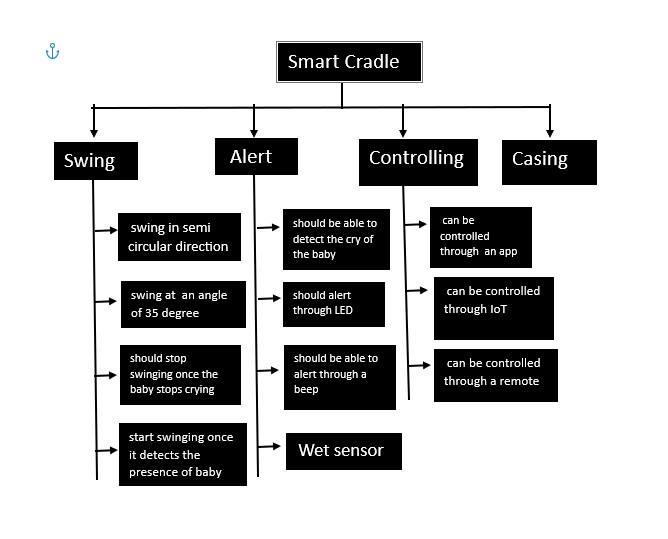 Smart Cradle
Swing
Alert
Controlling
Casing
swing in semi
circular direction
swing at  an angle
of 35 degree
should stop
swinging once the
baby stops crying
start swinging once
it detects the
presence of baby
should be able to
detect the cry of
the baby
should alert
through LED
should be able to
alert through a
beep
Wet sensor
can be
controlled
through  an app
can be controlled
through IoT
can be controlled
through a remote